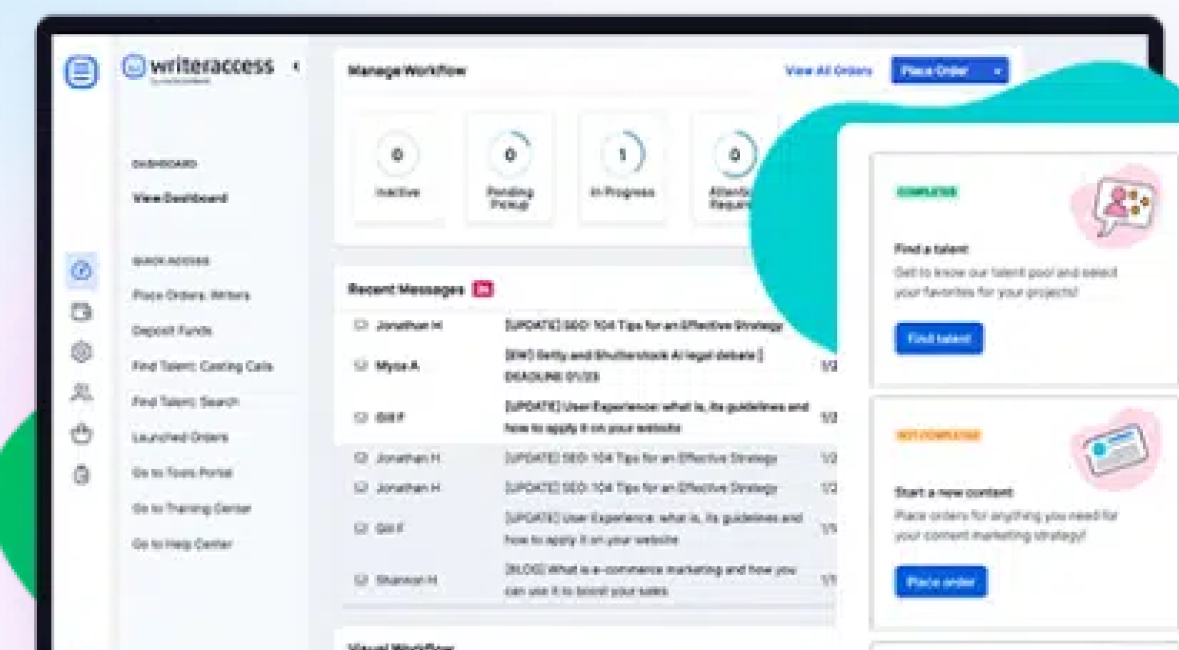 writeraccess
Manage Workflow
View All Orders
Place Order
0
0
1
0
Inactive
Pending
Pickup
In Progress
DASHBOARD
View Dashboard
QUICK ACCESS
Place Orders: Writers
Deposit Funds
Find Talent: Casting Calls
Find Talent: Search
Launched Orders
Go to Tools Portal
Go to Training Center
Go to Help Center
Recent Messages
Jonathan H [UPDATE] SEO: 104 Tips for an Effective Strategy
Mysa A [EW] Getty and Shutterstock AI legal debate |
DEADLINE 01/23
Gill F [UPDATE] User Experience: what is, its guidelines and
how to apply it on your website
Jonathan H [UPDATE] SEO: 104 Tips for an Effective Strategy
Jonathan H [UPDATE] SEO: 104 Tips for an Effective Strategy
Gill F [UPDATE] User Experience: what is, its guidelines and
how to apply it on your website
Shannon H [BLOG] What is e-commerce marketing and how you
can use it to boost your sales
Visual Workflow
COMPLETED
Find a talent
Get to know our talent pool and select
your favorites for your projects!
Find talent
NOT COMPLETED
Start a new content
Place orders for anything you need for
your content marketing strategy!
Place order